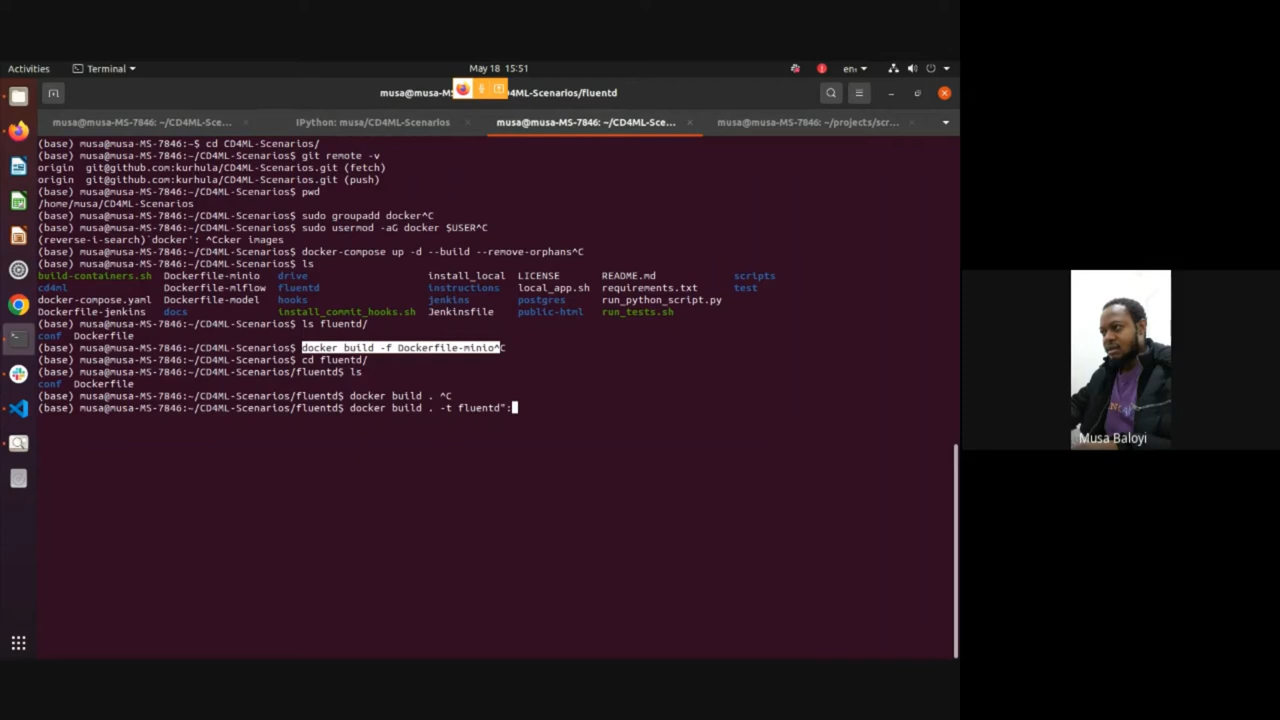 Activities
Terminal
May 18 15:51
en₁
musa@musa-MS-
CD4ML-Scenarios/fluentd
musa@musa-MS-7846: ~/CD4ML-Sce...
IPython: musa/CD4ML-Scenarios
musa@musa-MS-7846: ~/CD4ML-Sce...
musa@musa-MS-7846: ~/projects/scr...
(base) musa@musa-MS-7846:~$ cd CD4ML-Scenarios/
(base) musa@musa-MS-7846:~/CD4ML-Scenarios$ git remote -v
origin git@github.com:kurhula/CD4ML-Scenarios.git (fetch)
origin git@github.com:kurhula/CD4ML-Scenarios.git (push)
(base) musa@musa-MS-7846:~/CD4ML-Scenarios$ pwd
/home/musa/CD4ML-Scenarios
(base) musa@musa-MS-7846:~/CD4ML-Scenarios$ sudo groupadd docker^C
(base) musa@musa-MS-7846:~/CD4ML-Scenarios$ sudo usermod -aG docker $USER^C
(reverse-i-search)`docker': ^Ccker images
(base) musa@musa-MS-7846:~/CD4ML-Scenarios$ docker-compose up -d --build --remove-orphans^C
(base) musa@musa-MS-7846:~/CD4ML-Scenarios$ ls
build-containers.sh Dockerfile-minio drive install_local LICENSE README.md scripts
cd4ml Dockerfile-mlflow fluentd instructions local_app.sh requirements.txt test
docker-compose.yaml Dockerfile-model hooks jenkins postgres run_python_script.py
Dockerfile-jenkins docs install_commit_hooks.sh Jenkinsfile public-html run_tests.sh
(base) musa@musa-MS-7846:~/CD4ML-Scenarios$ ls fluentd/
conf Dockerfile
(base) musa@musa-MS-7846:~/CD4ML-Scenarios$ docker build -f Dockerfile-minio^C
(base) musa@musa-MS-7846:~/CD4ML-Scenarios$ cd fluentd/
(base) musa@musa-MS-7846:~/CD4ML-Scenarios/fluentd$ ls
conf Dockerfile
(base) musa@musa-MS-7846:~/CD4ML-Scenarios/fluentd$ docker build . ^C
(base) musa@musa-MS-7846:~/CD4ML-Scenarios/fluentd$ docker build . -t fluentd":
Musa Baloyi